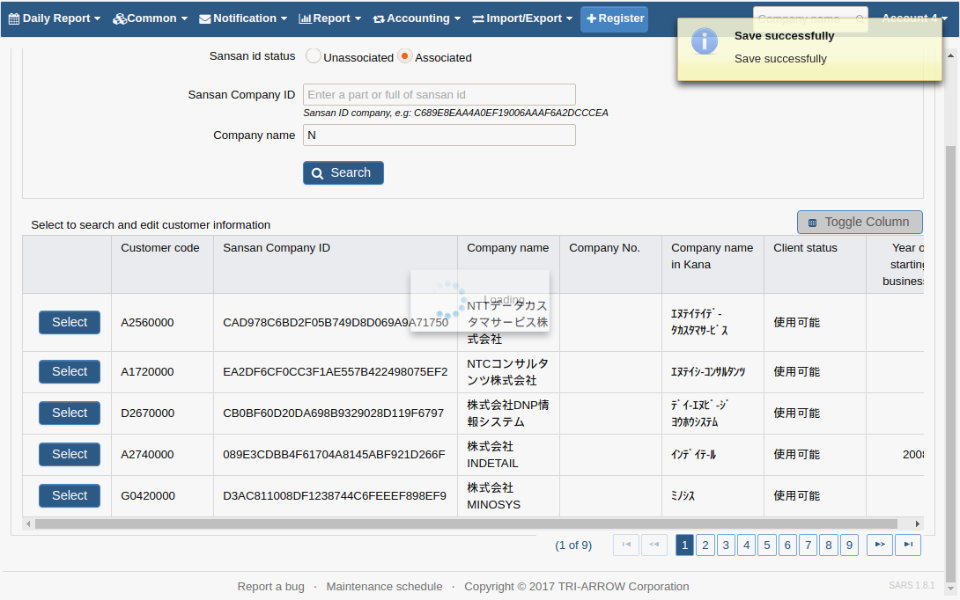 Daily Report Common Notification Report Accounting Import/Export Register Company name Account 4
Save successfully
Save successfully
Sansan id status Unassociated Associated
Sansan Company ID Enter a part or full of sansan id
Sansan ID company, e.g: C689E8EAA4A0EF19006AAAF6A2DCCCEA
Company name N
Search
Select to search and edit customer information
Toggle Column
Customer code Sansan Company ID Company name Company No. Company name in Kana Client status Year o
starting
busines
Loading
Select A2560000 CAD978C6BD2F05B749D8D069A9A71750 NTTデータカスタマサービス株式会社 ｴﾇﾃｨﾃｨﾃﾞ-ﾀｶｽﾀﾏｻ-ﾋﾞｽ 使用可能
Select A1720000 EA2DF6CF0CC3F1AE557B422498075EF2 NTCコンサルタンツ株式会社 ｴﾇﾃｨｼ-ｺﾝｻﾙﾀﾝﾂ 使用可能
Select D2670000 CB0BF60D20DA698B9329028D119F6797 株式会社DNP情報システム ﾃﾞｨ-ｴﾇﾋﾟ-ｼﾞﾖｳﾎｳｼｽﾃﾑ 使用可能
Select A2740000 089E3CDBB4F61704A8145ABF921D266F 株式会社INDETAIL ｲﾝﾃﾞｨﾃ-ﾙ 使用可能 2008
Select G0420000 D3AC811008DF1238744C6FEEEF898EF9 株式会社MINOSYS ﾐﾉｼｽ 使用可能
(1 of 9) 1 2 3 4 5 6 7 8 9
Report a bug · Maintenance schedule · Copyright © 2017 TRI-ARROW Corporation
SARS 1.8.1